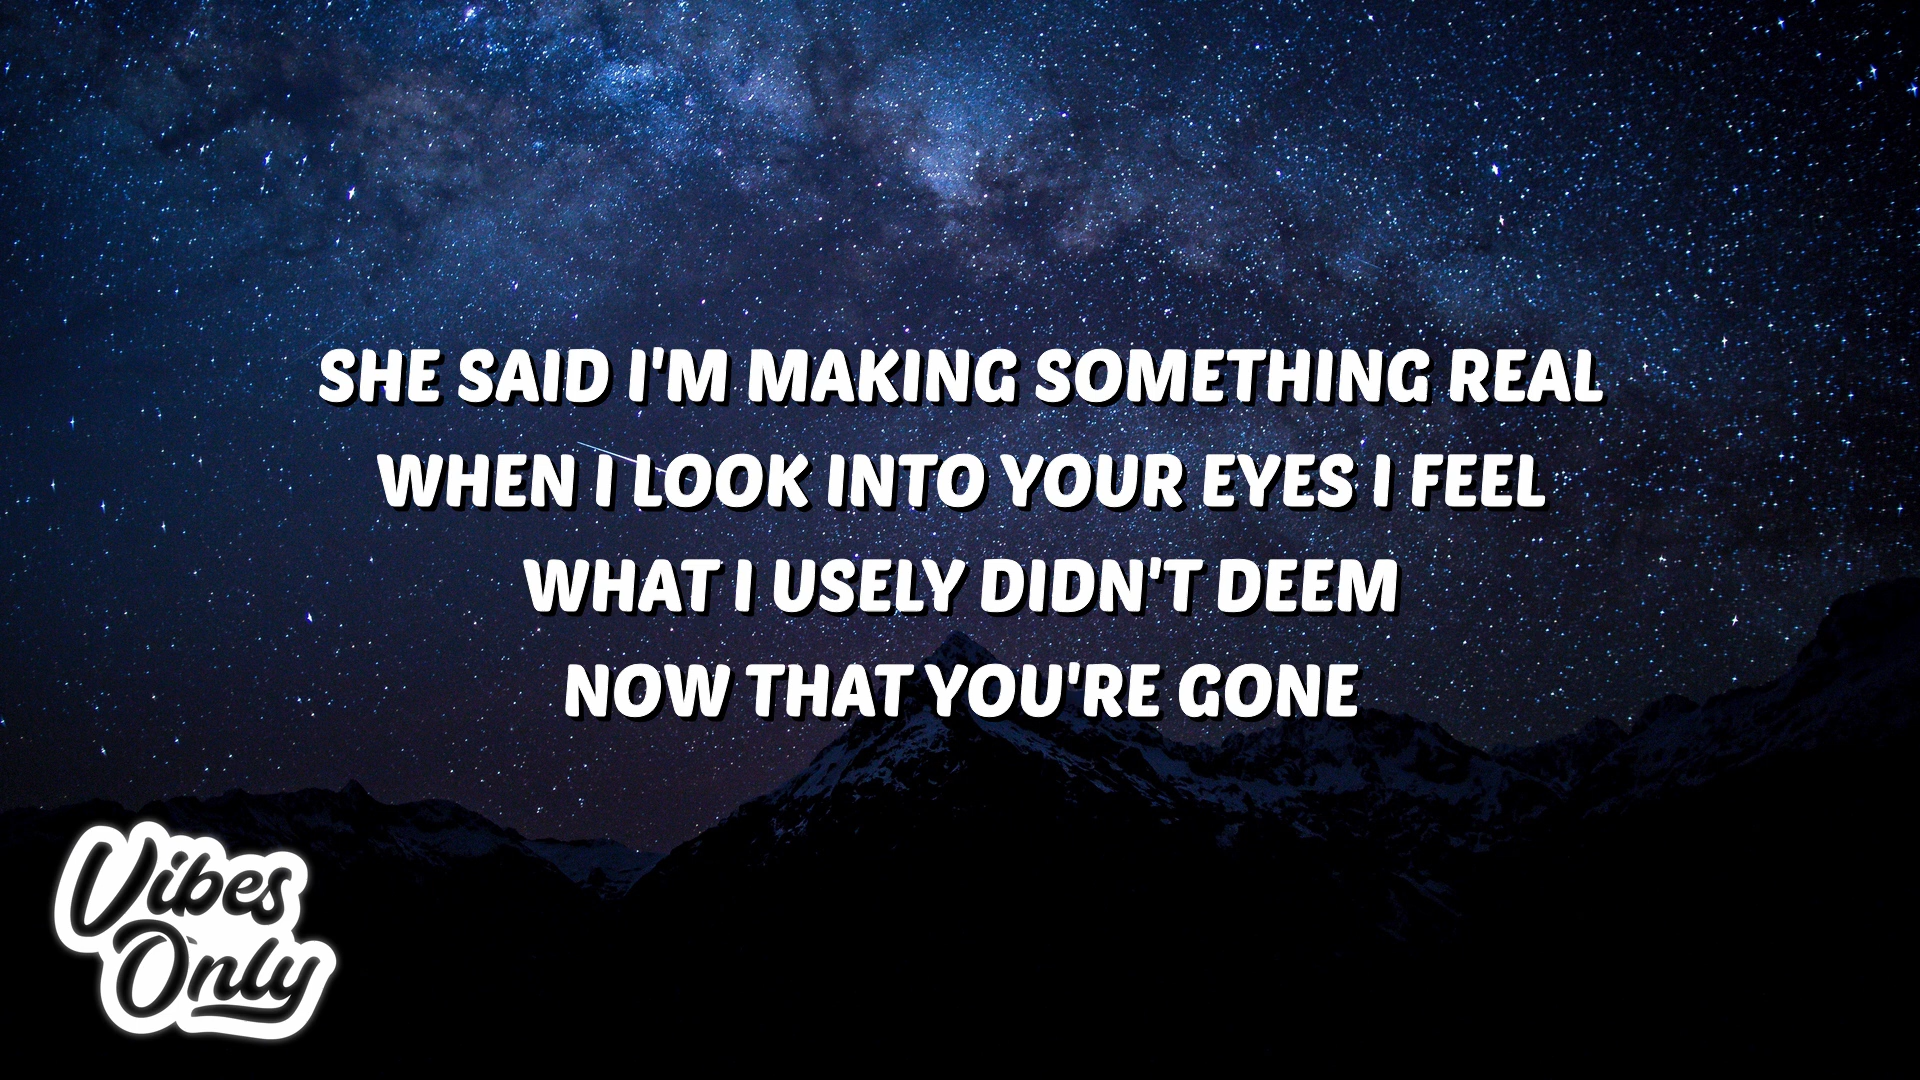 SHE SAID I'M MAKING SOMETHING REAL
WHEN I LOOK INTO YOUR EYES I FEEL
WHAT I USELY DIDN'T DEEM
NOW THAT YOU'RE GONE
Vibes
Only